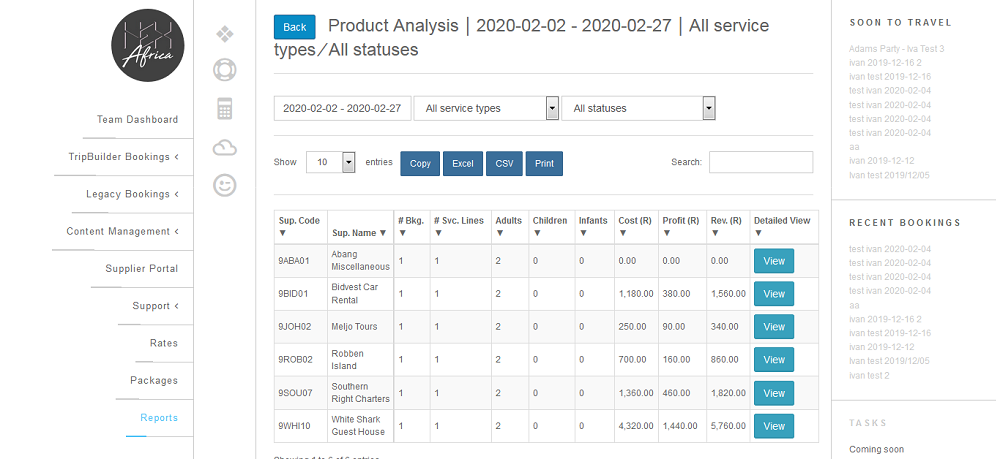 Africa
Team Dashboard
TripBuilder Bookings <
Legacy Bookings <
Content Management <
Supplier Portal
Support <
Rates
Packages
Reports
Back Product Analysis | 2020-02-02 - 2020-02-27 | All service
types/All statuses
2020-02-02 - 2020-02-27 All service types All statuses
Show 10 entries Copy Excel CSV Print Search:
Sup. Code ▼ Sup. Name ▼ # Bkg. ▼ # Svc. Lines ▼ Adults ▼ Children ▼ Infants ▼ Cost (R) ▼ Profit (R) ▼ Rev. (R) ▼ Detailed View ▼
9ABA01 Abang Miscellaneous 1 1 2 0 0 0.00 0.00 0.00 View
9BID01 Bidvest Car Rental 1 1 2 0 0 1,180.00 380.00 1,560.00 View
9JOH02 Meljo Tours 1 1 2 0 0 250.00 90.00 340.00 View
9ROB02 Robben Island 1 1 2 0 0 700.00 160.00 860.00 View
9SOU07 Southern Right Charters 1 1 2 0 0 1,360.00 460.00 1,820.00 View
9WHI10 White Shark Guest House 1 1 2 0 0 4,320.00 1,440.00 5,760.00 View
SOON TO TRAVEL
Adams Party - Iva Test 3
ivan 2019-12-16 2
ivan test 2019-12-16
test ivan 2020-02-04
test ivan 2020-02-04
test ivan 2020-02-04
test ivan 2020-02-04
aa
ivan 2019-12-12
Ivan test 2019/12/05
RECENT BOOKINGS
test ivan 2020-02-04
test ivan 2020-02-04
test ivan 2020-02-04
test ivan 2020-02-04
aa
ivan 2019-12-16 2
ivan test 2019-12-16
ivan 2019-12-12
Ivan test 2019/12/05
ivan test 2
TASKS
Coming soon